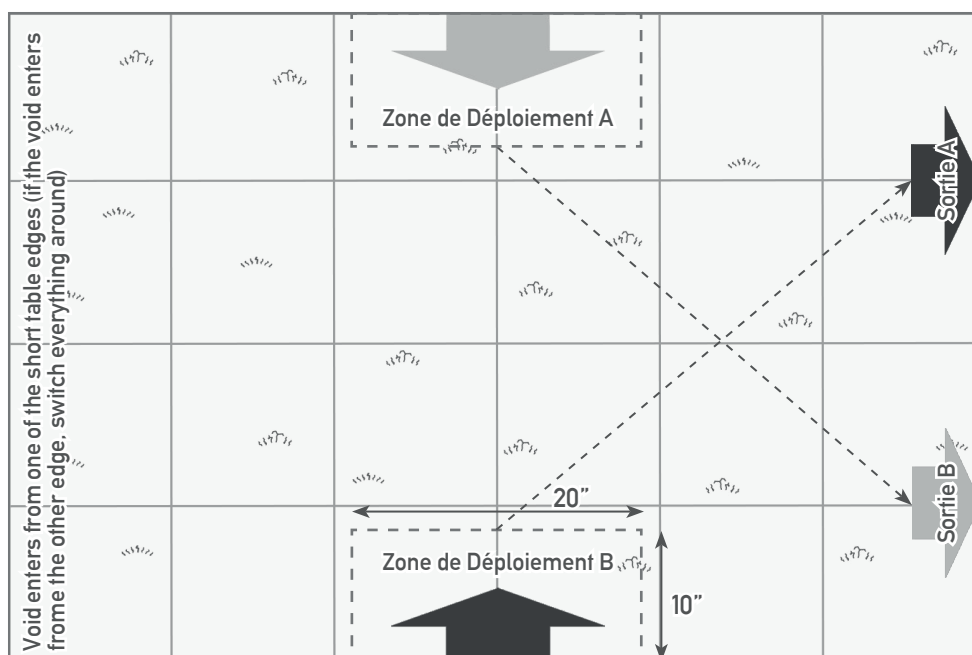 Void enters from one of the short table edges (if the void enters
frome the other edge, switch everything around)
Zone de Déploiement A
Sortie A
Sortie B
20”
Zone de Déploiement B
10”